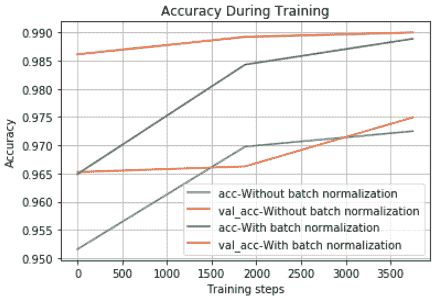 Accuracy During Training
0.990
0.985
0.980
0.975
0.970
0.965
0.960
0.955
0.950
Accuracy
acc-Without batch normalization
val_acc-Without batch normalization
acc-With batch normalization
val_acc-With batch normalization
0 500 1000 1500 2000 2500 3000 3500
Training steps